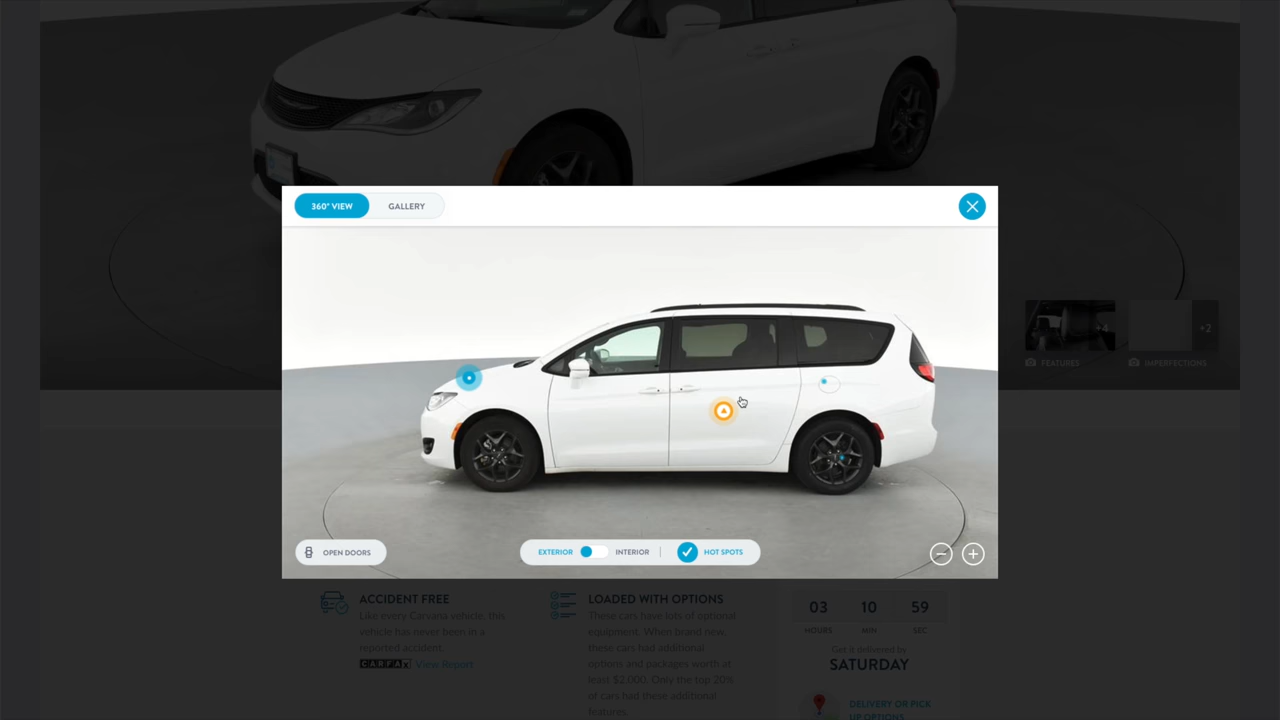 360° VIEW
GALLERY
+2
FEATURES
IMPERFECTIONS
OPEN DOORS
EXTERIOR
INTERIOR
HOT SPOTS
ACCIDENT FREE
Like every Carvana vehicle, this
vehicle has never been in a
reported accident.
CARFAX View Report
LOADED WITH OPTIONS
These cars have lots of optional
equipment. When brand new,
these cars had additional
options and packages worth at
least $2,000. Only the top 20%
of cars had these additional
features.
03 10 59
HOURS MIN SEC
Get it delivered by
SATURDAY
DELIVERY OR PICK
UP OPTIONS